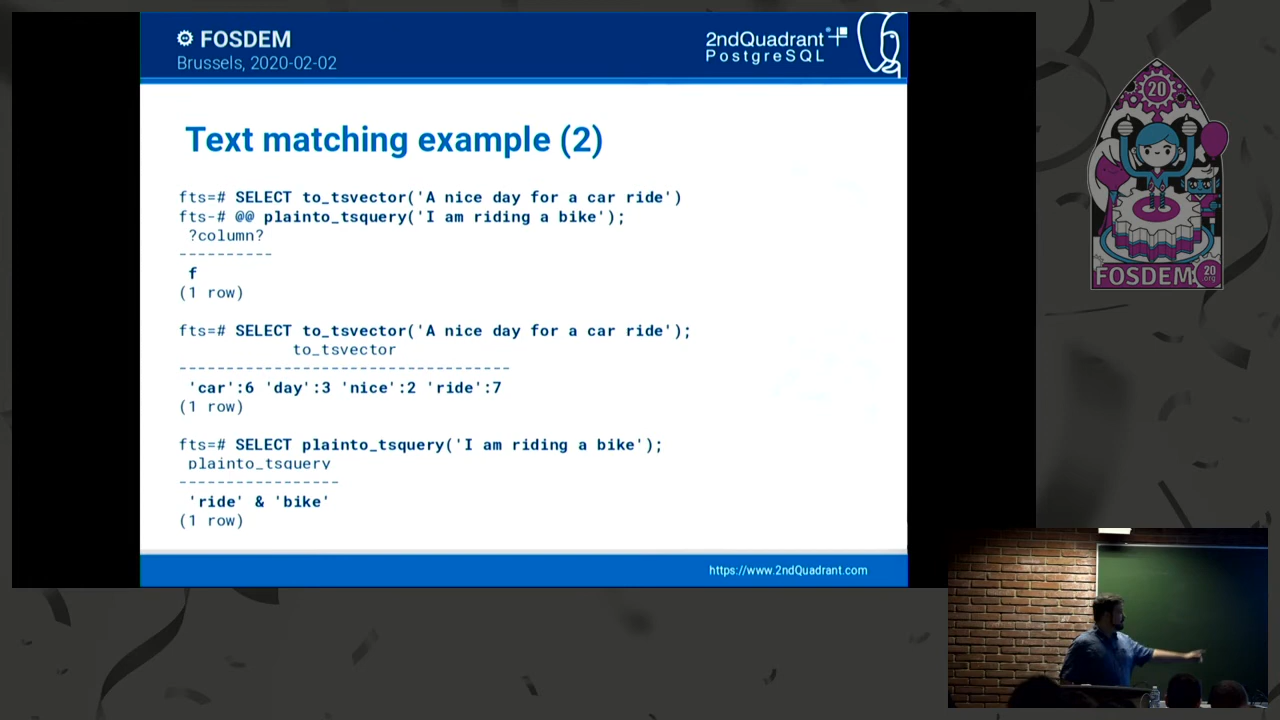 FOSDEM
Brussels, 2020-02-02
2ndQuadrant
PostgreSQL
Text matching example (2)
fts=# SELECT to_tsvector('A nice day for a car ride')
fts-# @@ plainto_tsquery('I am riding a bike');
?column?
----------
f
(1 row)
fts=# SELECT to_tsvector('A nice day for a car ride');
to_tsvector
-----------------------------------
'car':6 'day':3 'nice':2 'ride':7
(1 row)
fts=# SELECT plainto_tsquery('I am riding a bike');
plainto_tsquery
-----------------
'ride' & 'bike'
(1 row)
https://www.2ndQuadrant.com
20
FOSDEM
20
.org